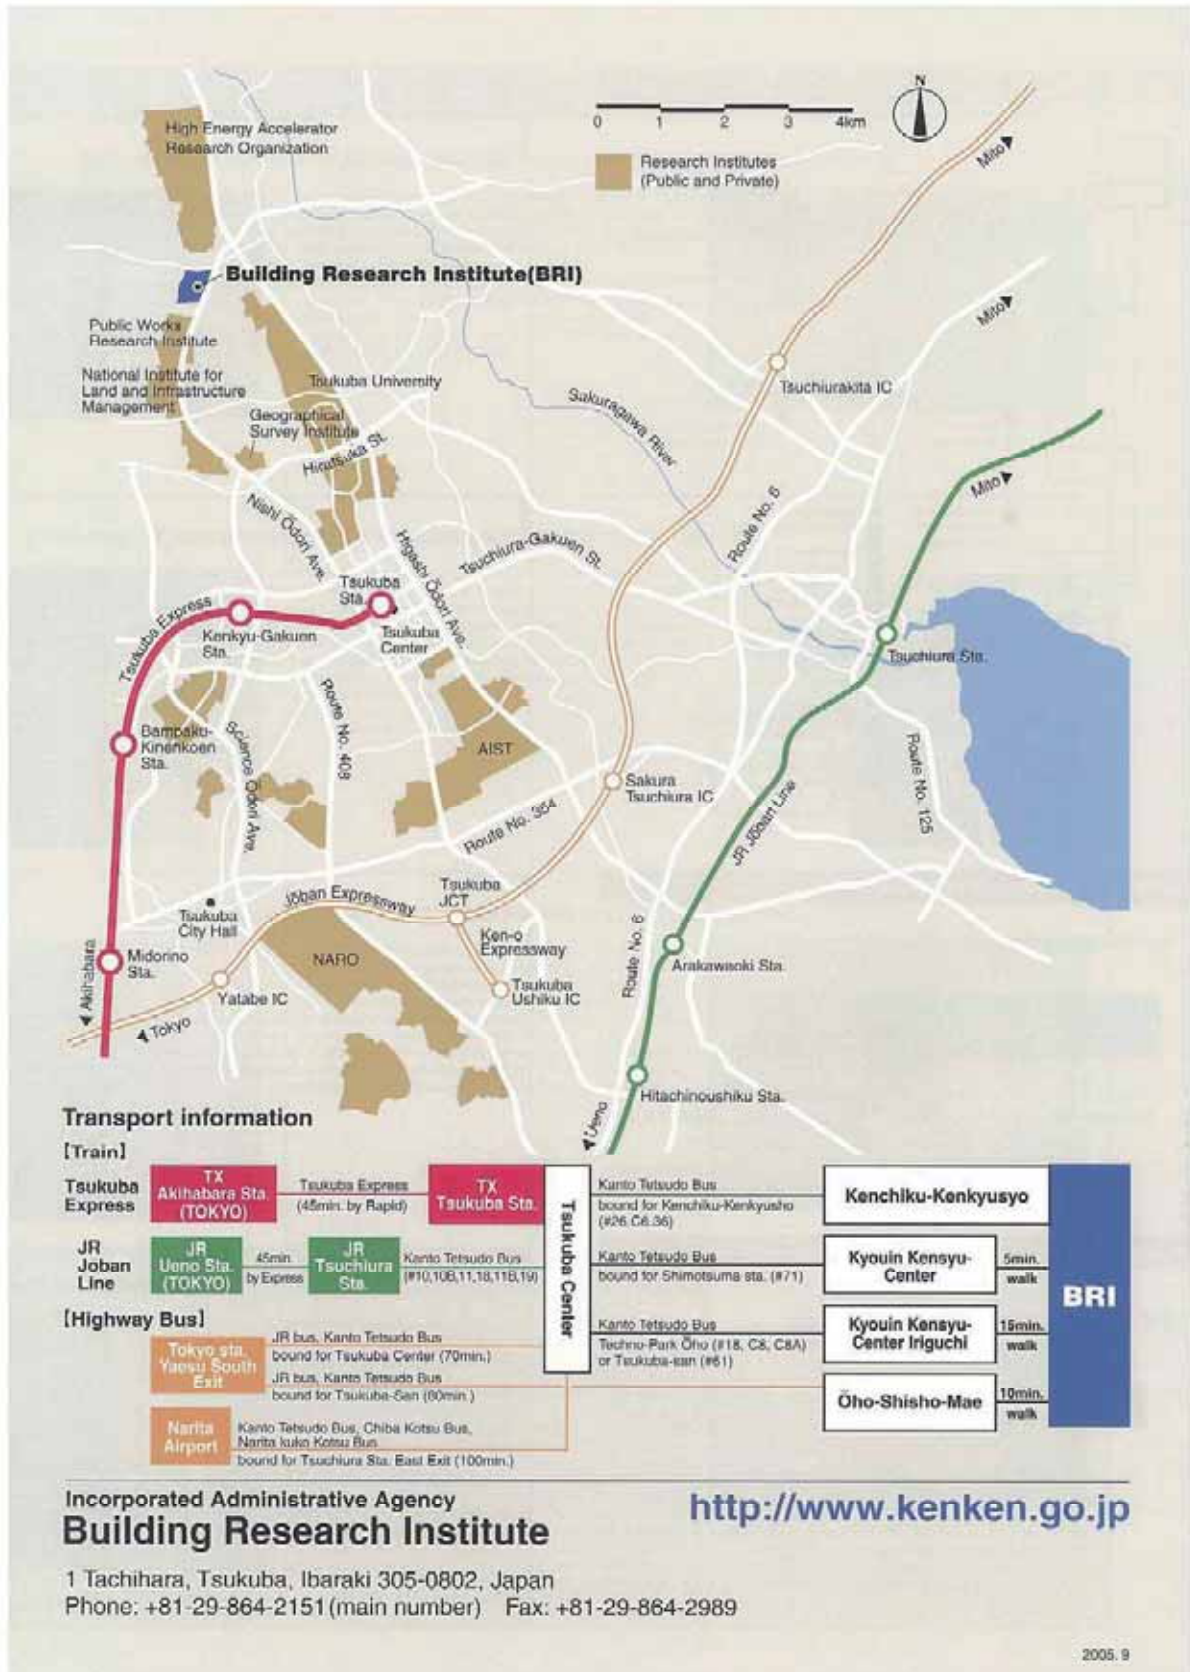 N
0 1 2 3 4km
Mito
High Energy Accelerator
Research Organization
Research Institutes
(Public and Private)
Building Research Institute(BRI)
Mito
Public Works
Research Institute
National Institute for
Land and Infrastructure
Management
Tsukuba University
Tsuchiurakita IC
Sakuragawa River
Geographical
Survey Institute
Hiratsuka St.
Mito
Nishi Ōdori Ave.
Higashi Ōdori Ave.
Route No. 6
Tsuchiura-Gakuen St.
Tsukuba
Sta.
Tsukuba Express
Kenkyu-Gakuen
Sta.
Tsukuba
Center
Tsuchiura Sta.
Route No. 408
Bampaku-
Kinenkoen
Sta.
Science Ōdori Ave.
AIST
Route No. 125
Sakura
Tsuchiura IC
JR Jōban Line
Route No. 354
Tsukuba
JCT
Jōban Expressway
Tsukuba
City Hall
Ken-o
Expressway
Route No. 6
Arakawaoki Sta.
Akihabara
Midorino
Sta.
NARO
Yatabe IC
Tsukuba
Ushiku IC
Tokyo
Hitachinoushiku Sta.
Ueno
Transport information
[Train]
Tsukuba
Express
TX
Akihabara Sta.
(TOKYO)
Tsukuba Express
(45min. by Rapid)
TX
Tsukuba Sta.
Tsukuba Center
Kanto Tetsudo Bus
bound for Kenchiku-Kenkyusho
(#26,C6,36)
Kenchiku-Kenkyusyo
JR
Joban
Line
JR
Ueno Sta.
(TOKYO)
45min.
by Express
JR
Tsuchiura
Sta.
Kanto Tetsudo Bus
(#10,10B,11,18,11B,19)
Kanto Tetsudo Bus
bound for Shimotsuma sta. (#71)
Kyouin Kensyu-
Center
5min.
walk
BRI
[Highway Bus]
Tokyo sta.
Yaesu South
Exit
JR bus, Kanto Tetsudo Bus
bound for Tsukuba Center (70min.)
JR bus, Kanto Tetsudo Bus
bound for Tsukuba-San (80min.)
Kanto Tetsudo Bus
Techno-Park Ōho (#18, C8, C8A)
or Tsukuba-san (#61)
Kyouin Kensyu-
Center Iriguchi
15min.
walk
Ōho-Shisho-Mae
10min.
walk
Narita
Airport
Kanto Tetsudo Bus, Chiba Kotsu Bus,
Narita kuko Kotsu Bus
bound for Tsuchiura Sta. East Exit (100min.)
Incorporated Administrative Agency
Building Research Institute
http://www.kenken.go.jp
1 Tachihara, Tsukuba, Ibaraki 305-0802, Japan
Phone: +81-29-864-2151(main number) Fax: +81-29-864-2989
2005. 9